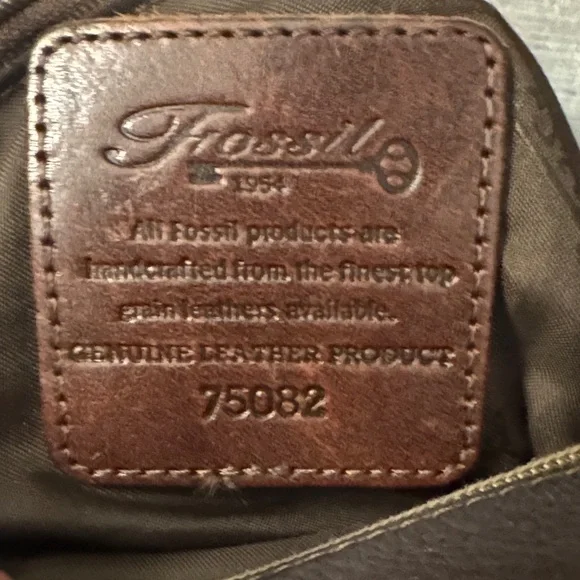 Fossil
1954
All Fossil products are
handcrafted from the finest top
grain leathers available.
GENUINE LEATHER PRODUCT
75082